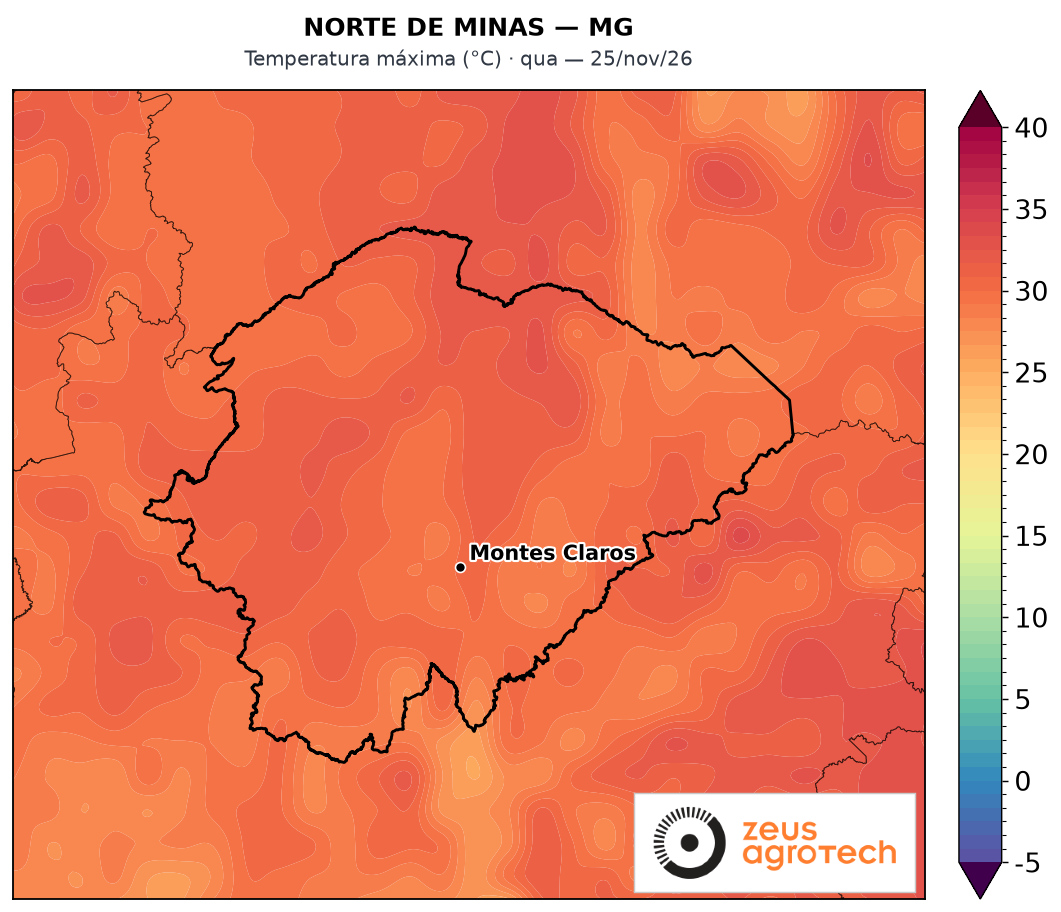 NORTE DE MINAS — MG
Temperatura máxima (°C) · qua — 25/nov/26
40
35
30
25
20
15
10
5
0
-5
Montes Claros
zeus
agrotech